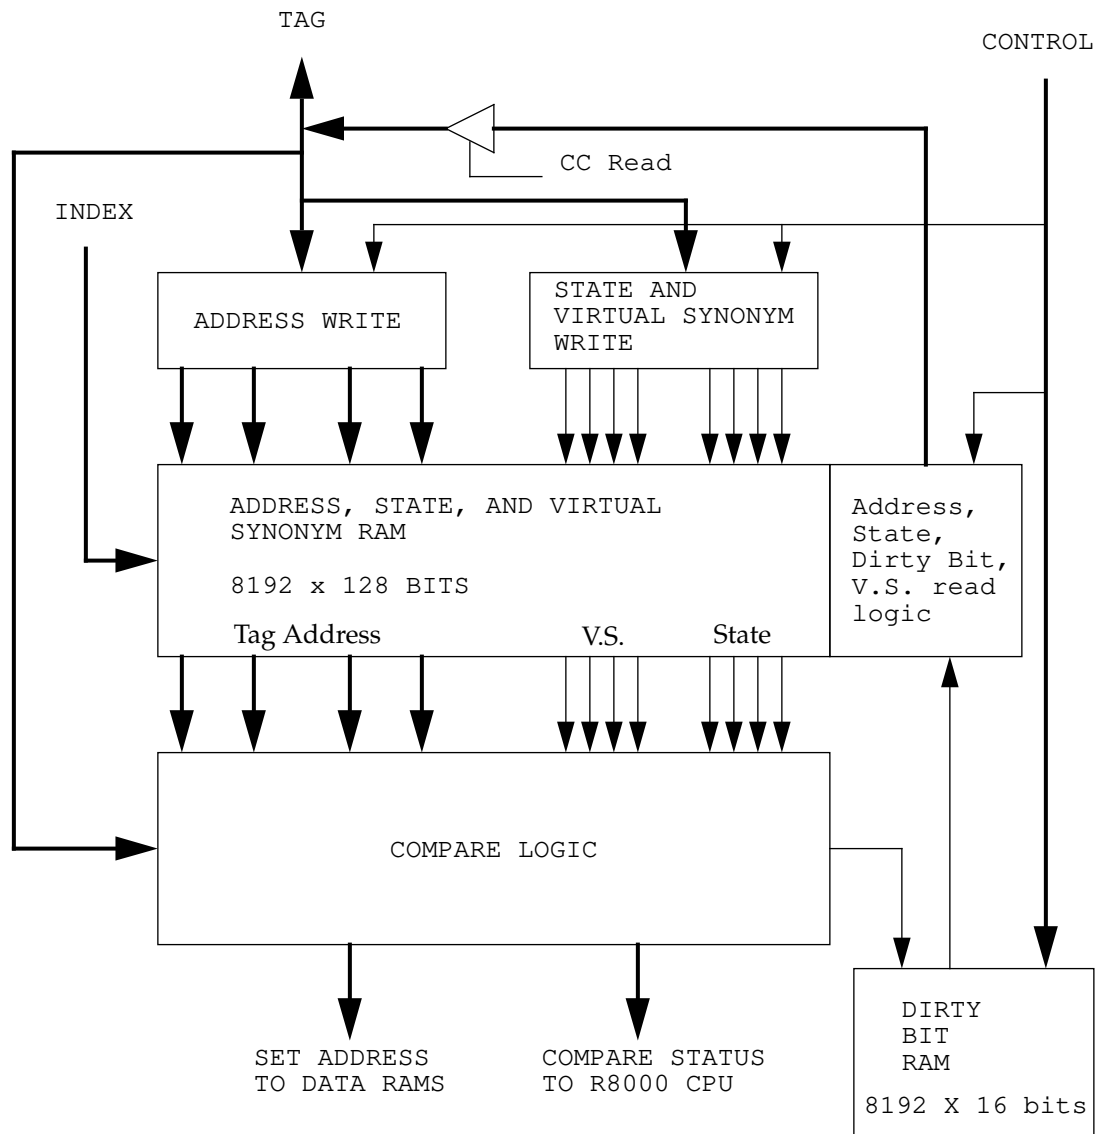 TAG
CONTROL
CC Read
INDEX
ADDRESS WRITE
STATE AND
VIRTUAL SYNONYM
WRITE
ADDRESS, STATE, AND VIRTUAL
SYNONYM RAM
8192 x 128 BITS
Tag Address
V.S.
State
Address,
State,
Dirty Bit,
V.S. read
logic
COMPARE LOGIC
SET ADDRESS
TO DATA RAMS
COMPARE STATUS
TO R8000 CPU
DIRTY
BIT
RAM
8192 X 16 bits